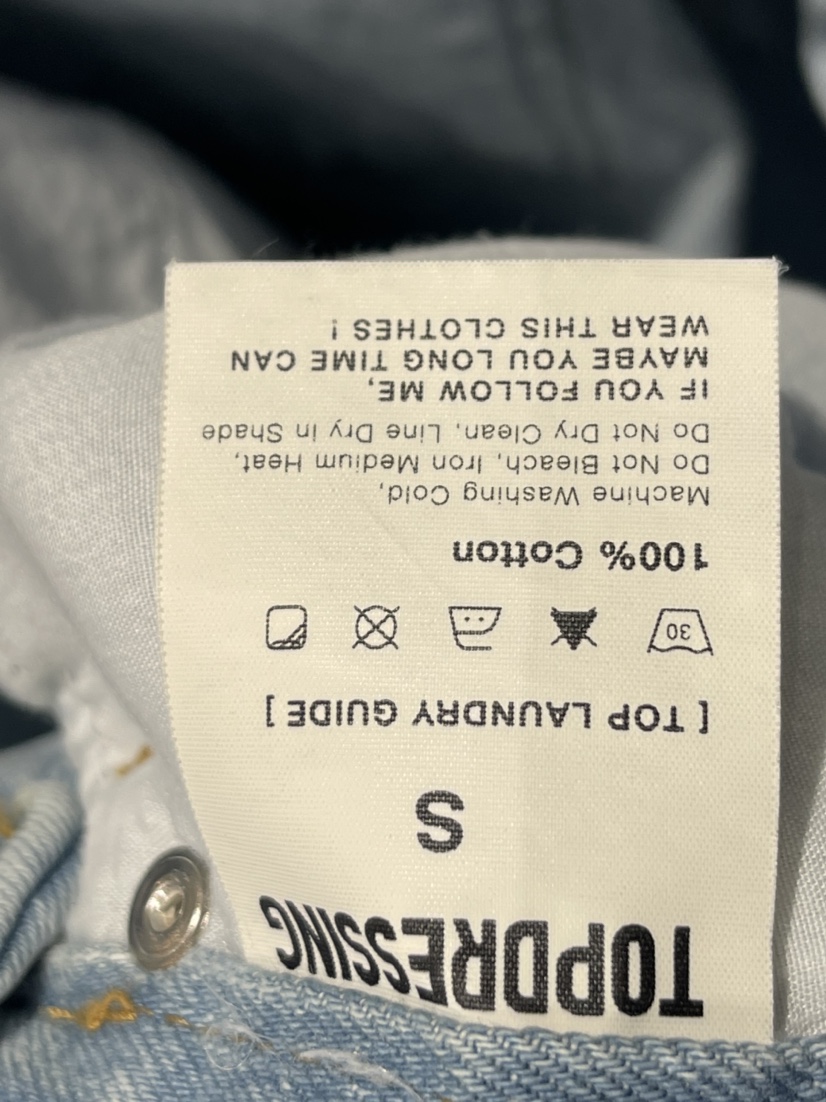 TOPDRESSING
S
[ TOP LAUNDRY GUIDE ]
30
100% Cotton
Machine Washing Cold,
Do Not Bleach, Iron Medium Heat,
Do Not Dry Clean, Line Dry in Shade
IF YOU FOLLOW ME,
MAYBE YOU LONG TIME CAN
WEAR THIS CLOTHES !